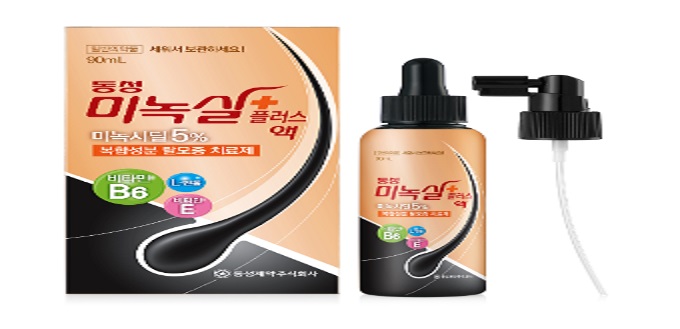 일반의약품 세워서 보관하세요!
90mL
동성
미녹실+
플러스
액
미녹시딜 5%
복합성분 탈모증 치료제
비타민
B6
L-멘톨
비타민
E
동성제약주식회사
동성
미녹실+
플러스
액
미녹시딜 5%
복합성분 탈모증 치료제
B6
E